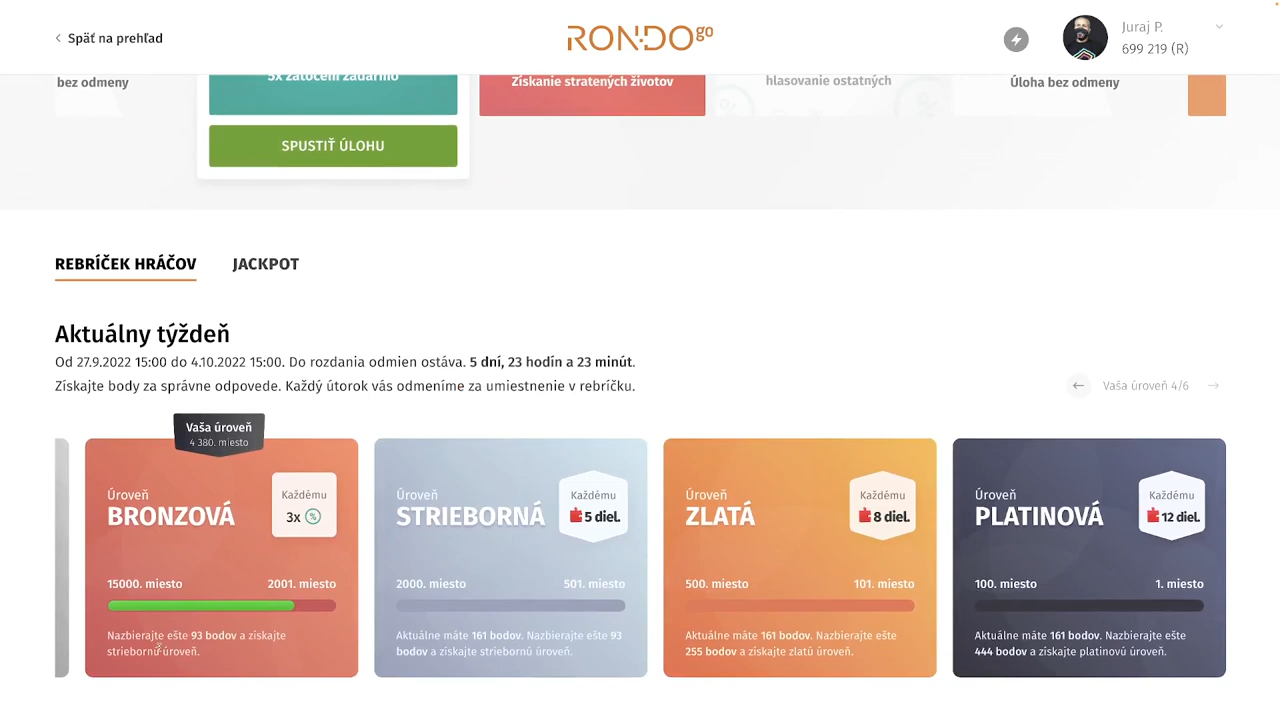 Späť na prehľad
RONDO go
Juraj P.
699 219 (R)
bez odmeny
5x zatočení zadarmo
Získanie stratených životov
hlasovanie ostatných
Úloha bez odmeny
SPUSTIŤ ÚLOHU
REBRÍČEK HRÁČOV
JACKPOT
Aktuálny týždeň
Od 27.9.2022 15:00 do 4.10.2022 15:00. Do rozdania odmien ostáva. 5 dní, 23 hodín a 23 minút.
Získajte body za správne odpovede. Každý útorok vás odmeníme za umiestnenie v rebríčku.
Vaša úroveň 4/6
Vaša úroveň
4 380. miesto
Úroveň
BRONZOVÁ
Každému
3x
15000. miesto
2001. miesto
Nazbierajte ešte 93 bodov a získajte
striebornú úroveň.
Úroveň
STRIEBORNÁ
Každému
5 diel.
2000. miesto
501. miesto
Aktuálne máte 161 bodov. Nazbierajte ešte 93
bodov a získajte striebornú úroveň.
Úroveň
ZLATÁ
Každému
8 diel.
500. miesto
101. miesto
Aktuálne máte 161 bodov. Nazbierajte ešte
255 bodov a získajte zlatú úroveň.
Úroveň
PLATINOVÁ
Každému
12 diel.
100. miesto
1. miesto
Aktuálne máte 161 bodov. Nazbierajte ešte
444 bodov a získajte platinovú úroveň.